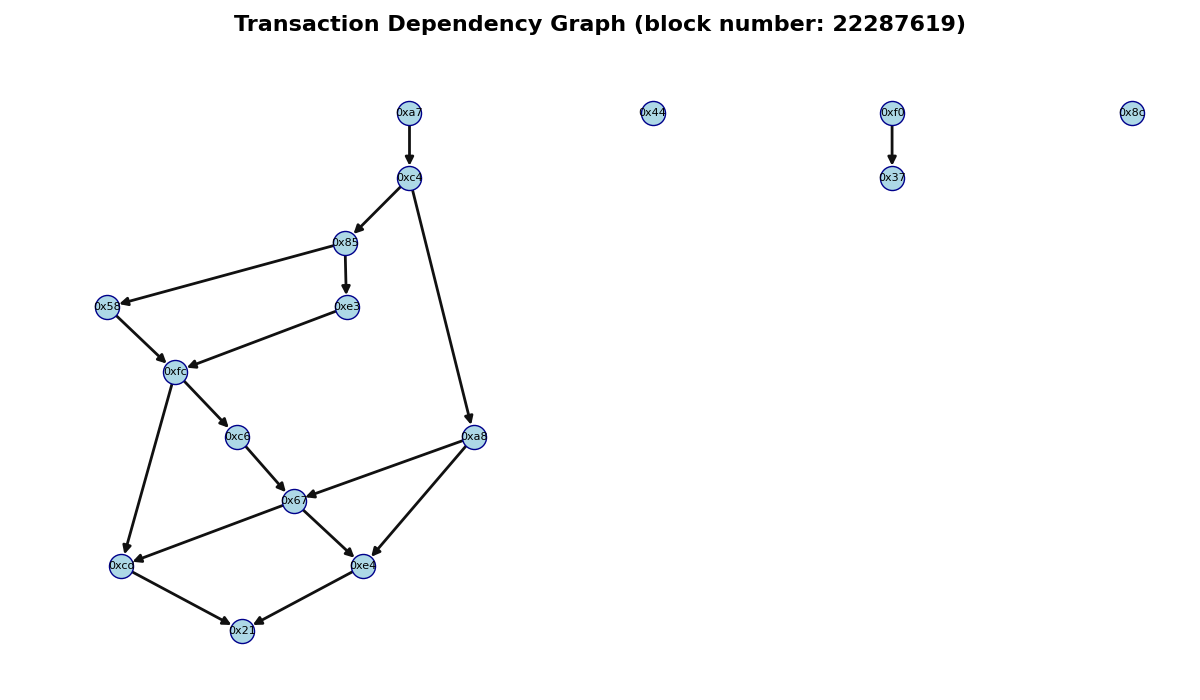 Transaction Dependency Graph (block number: 22287619)
0xa7
0x44
0xf0
0x8c
0xc4
0x37
0x85
0x58
0xe3
0xfc
0xc6
0xa8
0x67
0xe4
0x21